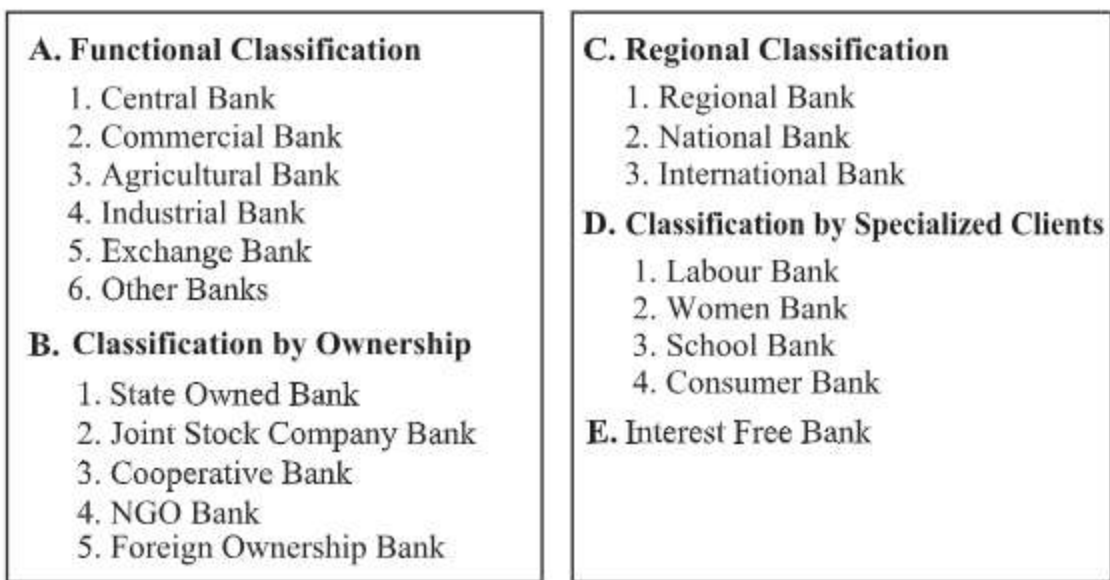 A. Functional Classification
1. Central Bank
2. Commercial Bank
3. Agricultural Bank
4. Industrial Bank
5. Exchange Bank
6. Other Banks
B. Classification by Ownership
1. State Owned Bank
2. Joint Stock Company Bank
3. Cooperative Bank
4. NGO Bank
5. Foreign Ownership Bank
C. Regional Classification
1. Regional Bank
2. National Bank
3. International Bank
D. Classification by Specialized Clients
1. Labour Bank
2. Women Bank
3. School Bank
4. Consumer Bank
E. Interest Free Bank